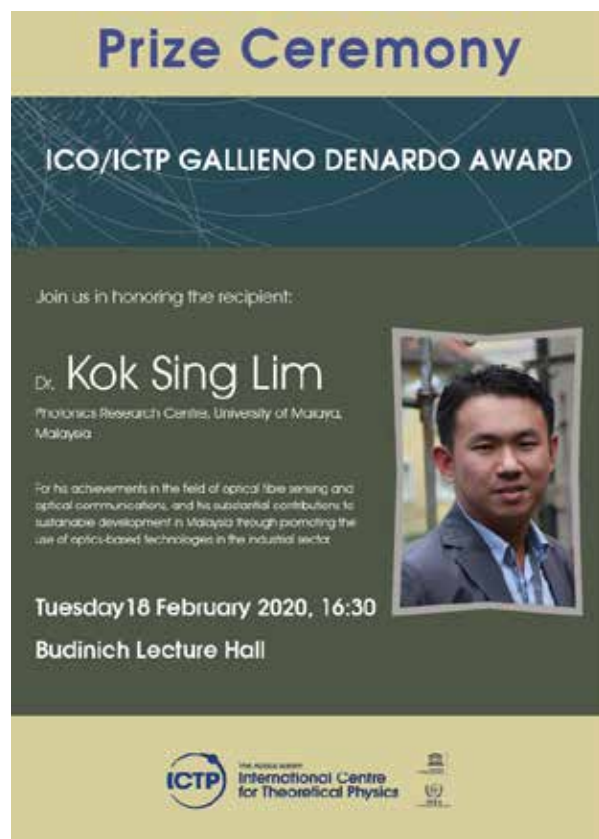 Prize Ceremony
ICO/ICTP GALLIENO DENARDO AWARD
Join us in honoring the recipient:
Dr. Kok Sing Lim
Photonics Research Centre, University of Malaya,
Malaysia
For his achievements in the field of optical fibre sensing and
optical communications, and his substantial contributions to
sustainable development in Malaysia through promoting the
use of optics-based technologies in the industrial sector
Tuesday18 February 2020, 16:30
Budinich Lecture Hall
ICTP
International Centre
for Theoretical Physics